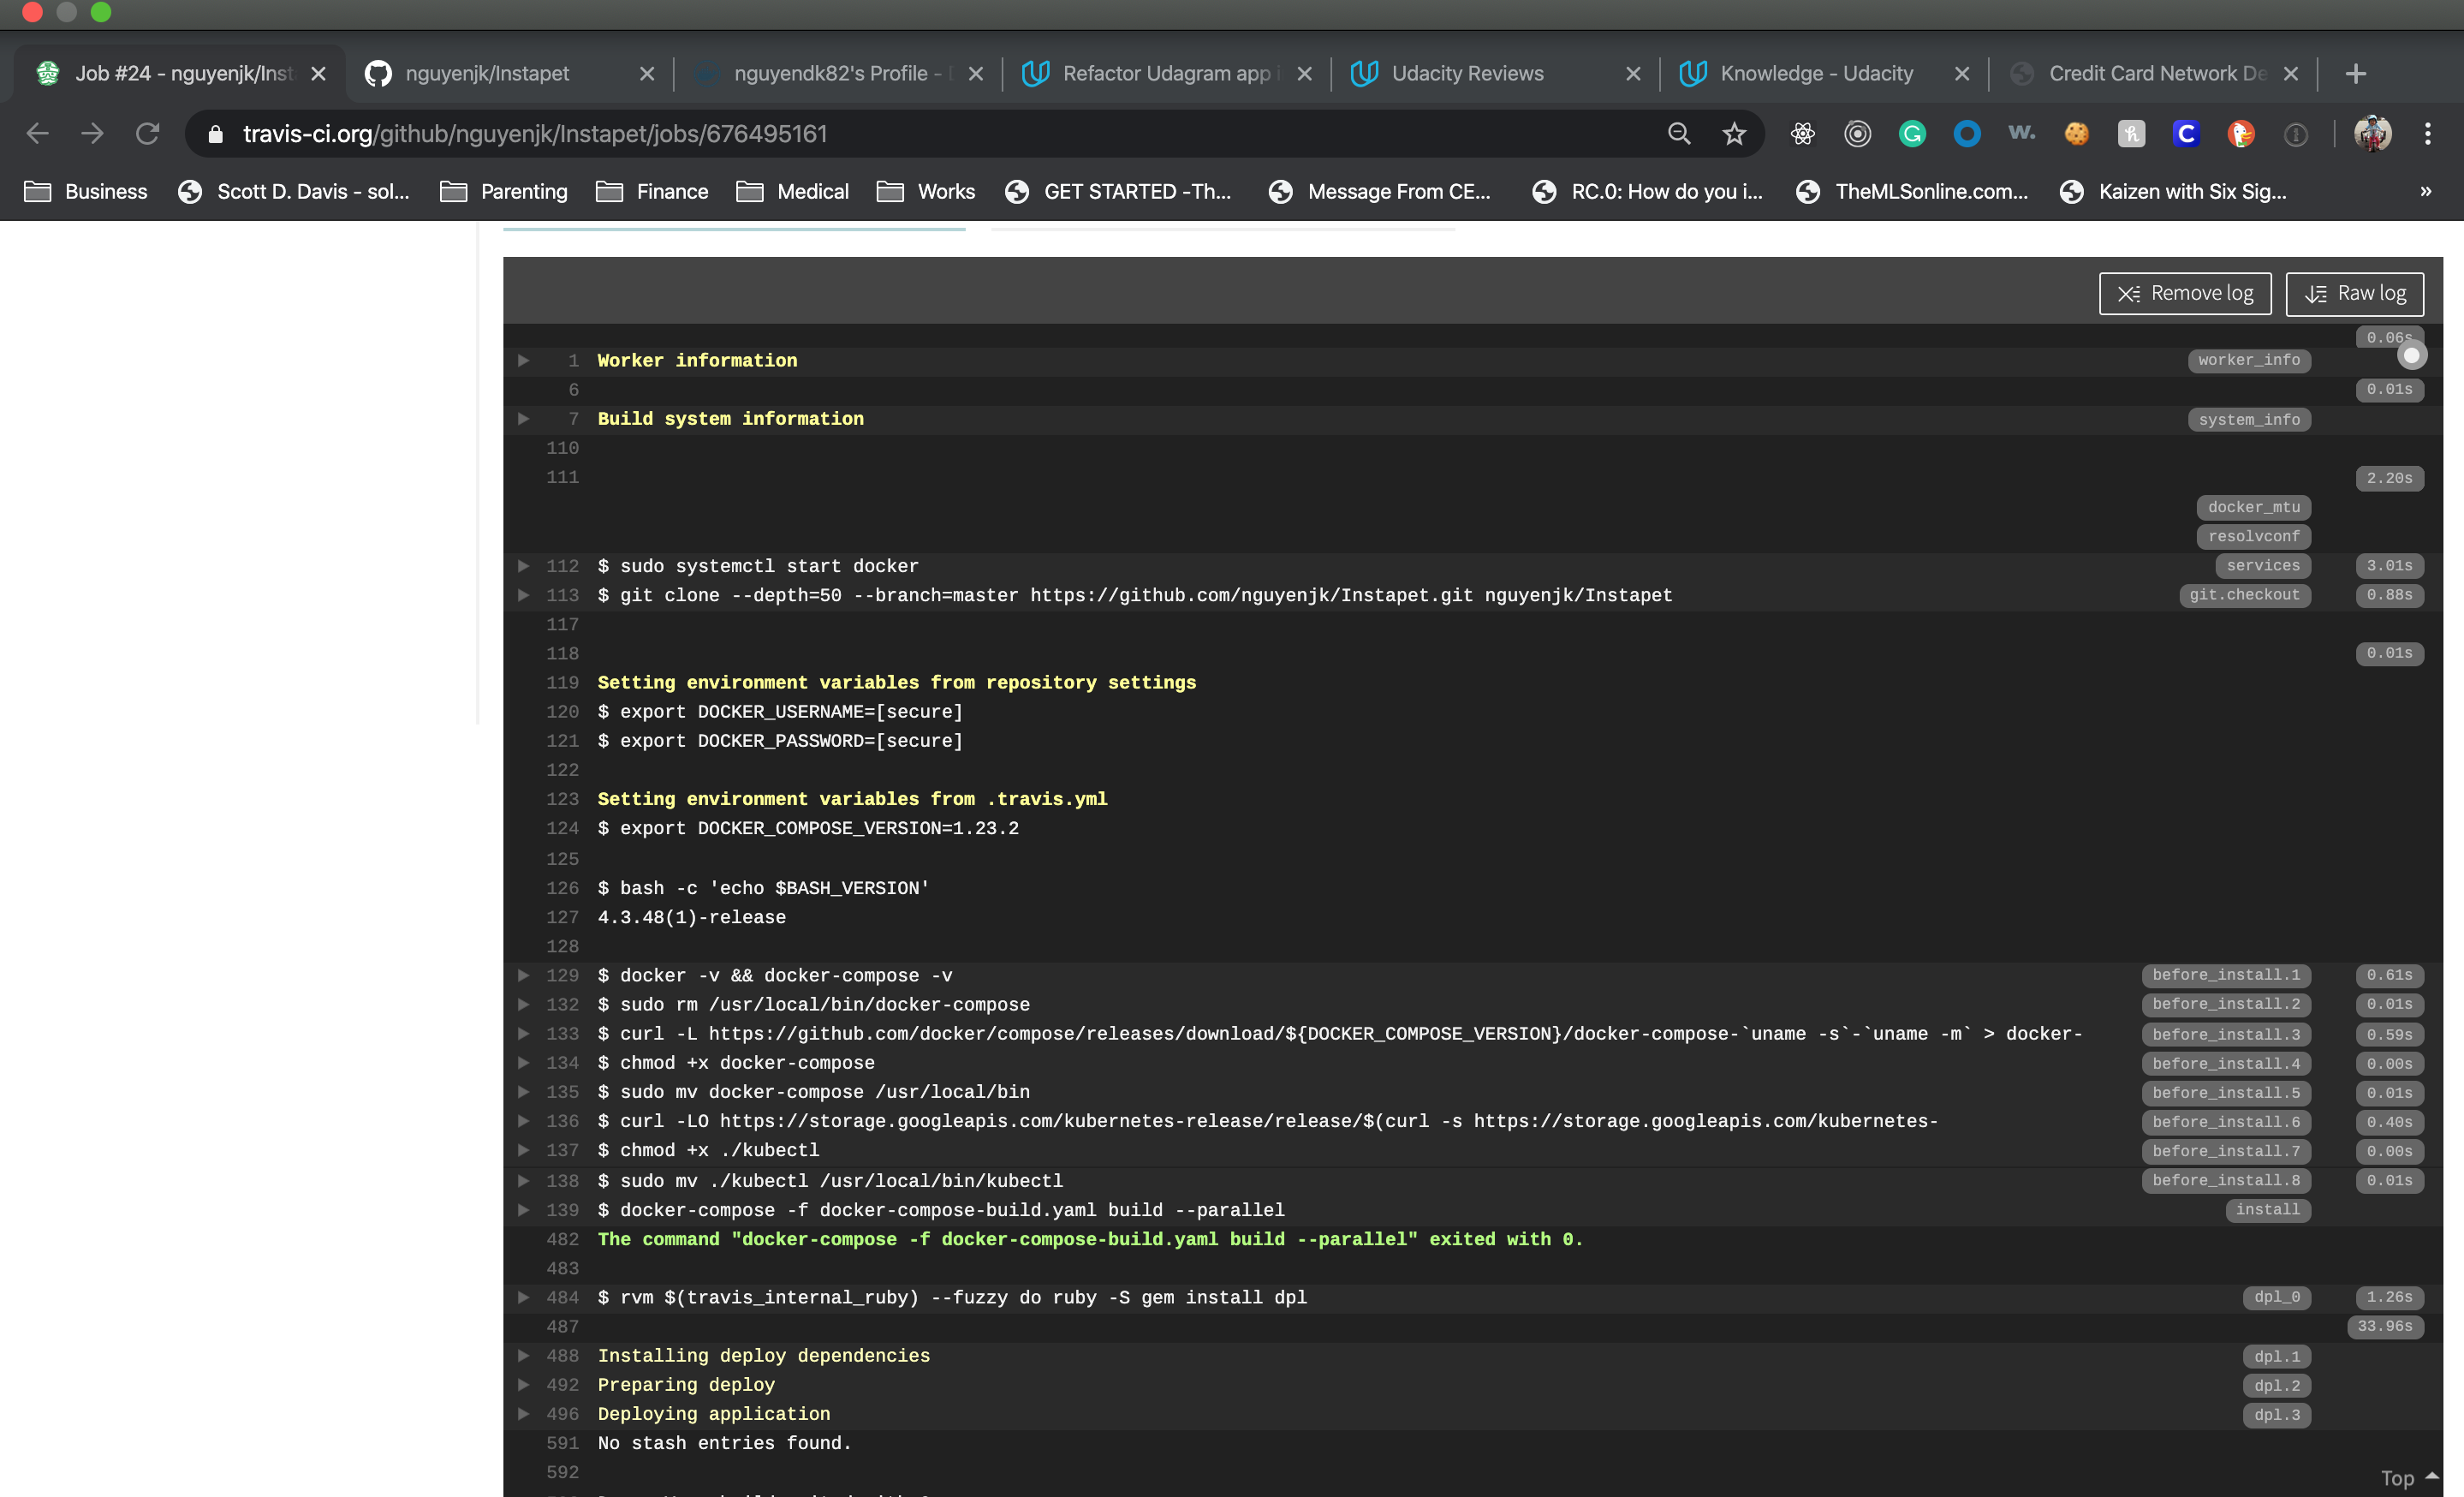 Job #24 - nguyenjk/Inst
nguyenjk/Instapet
nguyendk82's Profile -
Refactor Udagram app i
Udacity Reviews
Knowledge - Udacity
Credit Card Network De
travis-ci.org/github/nguyenjk/Instapet/jobs/676495161
Business
Scott D. Davis - sol...
Parenting
Finance
Medical
Works
GET STARTED -Th...
Message From CE...
RC.0: How do you i...
TheMLSonline.com...
Kaizen with Six Sig...
»
Remove log
Raw log
0.06s
1 Worker information worker_info
6 0.01s
7 Build system information system_info
110
111 2.20s
docker_mtu
resolvconf
112 $ sudo systemctl start docker services 3.01s
113 $ git clone --depth=50 --branch=master https://github.com/nguyenjk/Instapet.git nguyenjk/Instapet git.checkout 0.88s
117
118 0.01s
119 Setting environment variables from repository settings
120 $ export DOCKER_USERNAME=[secure]
121 $ export DOCKER_PASSWORD=[secure]
122
123 Setting environment variables from .travis.yml
124 $ export DOCKER_COMPOSE_VERSION=1.23.2
125
126 $ bash -c 'echo $BASH_VERSION'
127 4.3.48(1)-release
128
129 $ docker -v && docker-compose -v before_install.1 0.61s
132 $ sudo rm /usr/local/bin/docker-compose before_install.2 0.01s
133 $ curl -L https://github.com/docker/compose/releases/download/${DOCKER_COMPOSE_VERSION}/docker-compose-`uname -s`-`uname -m` > docker- before_install.3 0.59s
134 $ chmod +x docker-compose before_install.4 0.00s
135 $ sudo mv docker-compose /usr/local/bin before_install.5 0.01s
136 $ curl -LO https://storage.googleapis.com/kubernetes-release/release/$(curl -s https://storage.googleapis.com/kubernetes- before_install.6 0.40s
137 $ chmod +x ./kubectl before_install.7 0.00s
138 $ sudo mv ./kubectl /usr/local/bin/kubectl before_install.8 0.01s
139 $ docker-compose -f docker-compose-build.yaml build --parallel install
482 The command "docker-compose -f docker-compose-build.yaml build --parallel" exited with 0.
483
484 $ rvm $(travis_internal_ruby) --fuzzy do ruby -S gem install dpl dpl_0 1.26s
487 33.96s
488 Installing deploy dependencies dpl.1
492 Preparing deploy dpl.2
496 Deploying application dpl.3
591 No stash entries found.
592
Top